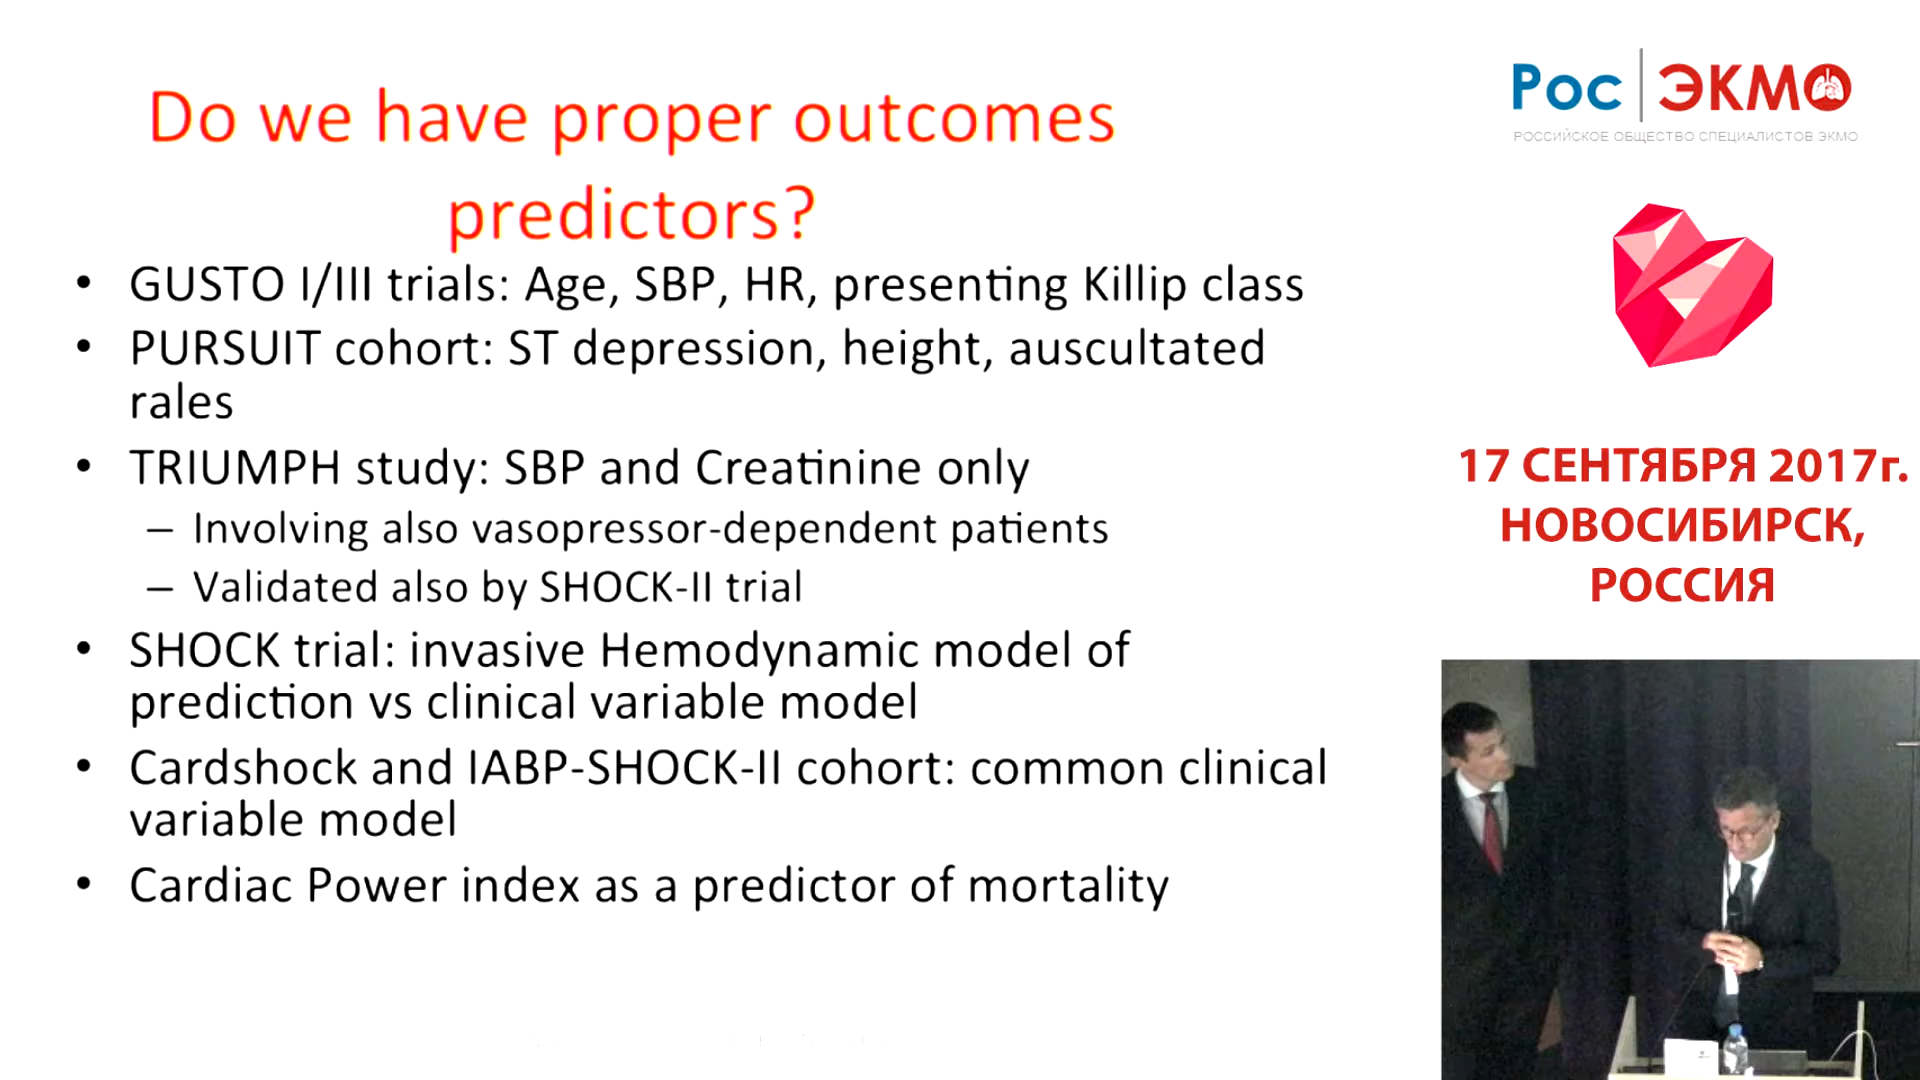 Do we have proper outcomes
predictors?
• GUSTO I/III trials: Age, SBP, HR, presenting Killip class
• PURSUIT cohort: ST depression, height, auscultated
rales
• TRIUMPH study: SBP and Creatinine only
– Involving also vasopressor-dependent patients
– Validated also by SHOCK-II trial
• SHOCK trial: invasive Hemodynamic model of
prediction vs clinical variable model
• Cardshock and IABP-SHOCK-II cohort: common clinical
variable model
• Cardiac Power index as a predictor of mortality
Рос ЭКМО
РОССИЙСКОЕ ОБЩЕСТВО СПЕЦИАЛИСТОВ ЭКМО
17 СЕНТЯБРЯ 2017г.
НОВОСИБИРСК,
РОССИЯ